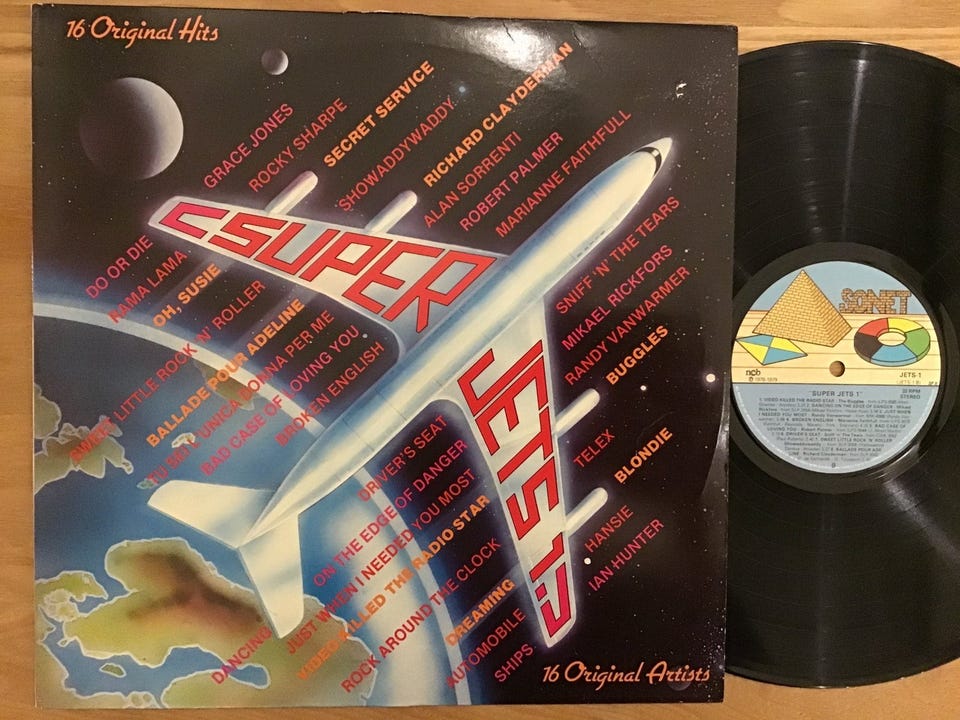 16 Original Hits
GRACE JONES
ROCKY SHARPE
SECRET SERVICE
SHOWADDYWADDY
RICHARD CLAYDERMAN
ALAN SORRENTI
ROBERT PALMER
MARIANNE FAITHFULL
SUPER
DO OR DIE
RAMA LAMA
OH, SUSIE
SWEET LITTLE ROCK 'N' ROLLER
BALLADE POUR ADELINE
TU SEI L'UNICA DONNA PER ME
BAD CASE OF LOVING YOU
BROKEN ENGLISH
SNIFF 'N' THE TEARS
MIKAEL RICKFORS
RANDY VANWARMER
BUGGLES
TELEX
BLONDIE
HANSIE
IAN HUNTER
JETS 1
DRIVER'S SEAT
DANCING ON THE EDGE OF DANGER
JUST WHEN I NEEDED YOU MOST
VIDEO KILLED THE RADIO STAR
ROCK AROUND THE CLOCK
DREAMING
AUTOMOBILE
SHIPS
16 Original Artists
SONET
ncb
℗ 1978-1979
JETS-1
33 RPM
STEREO
"SUPER JETS 1"